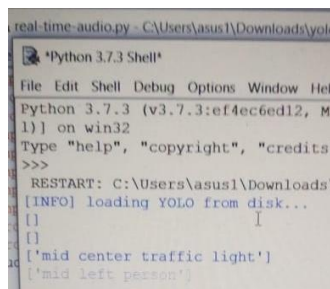 real-time-audio.py - C:\Users\asus1\Downloads\yol
*Python 3.7.3 Shell*
File Edit Shell Debug Options Window Hel
Python 3.7.3 (v3.7.3:ef4ec6ed12, M
1)] on win32
Type "help", "copyright", "credits
>>>
RESTART: C:\Users\asus1\Downloads\
[INFO] loading YOLO from disk...
[]
[]
['mid center traffic light']
['mid left person']